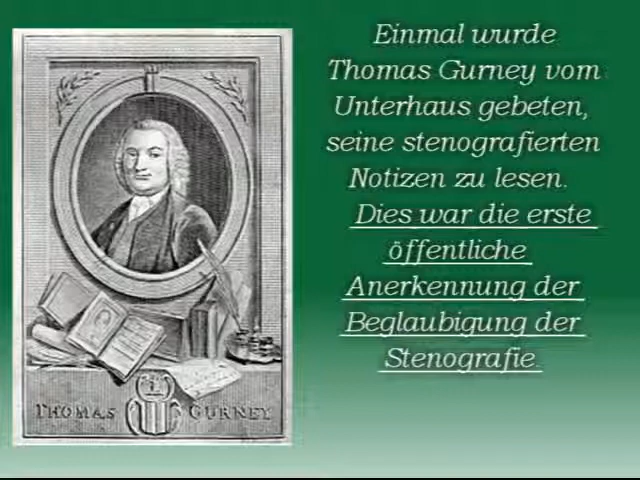 Einmal wurde
Thomas Gurney vom
Unterhaus gebeten,
seine stenografierten
Notizen zu lesen.
Dies war die erste
öffentliche
Anerkennung der
Beglaubigung der
Stenografie.
THOMAS GURNEY